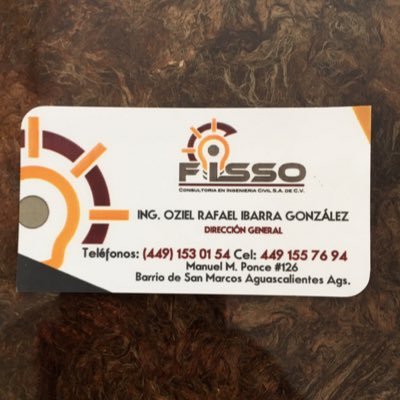 FILSSO
CONSULTORIA EN INGENIERIA CIVIL S.A. DE C.V.
ING. OZIEL RAFAEL IBARRA GONZÁLEZ
DIRECCIÓN GENERAL
Teléfonos: (449) 153 01 54 Cel: 449 155 76 94
Manuel M. Ponce #126
Barrio de San Marcos Aguascalientes Ags.